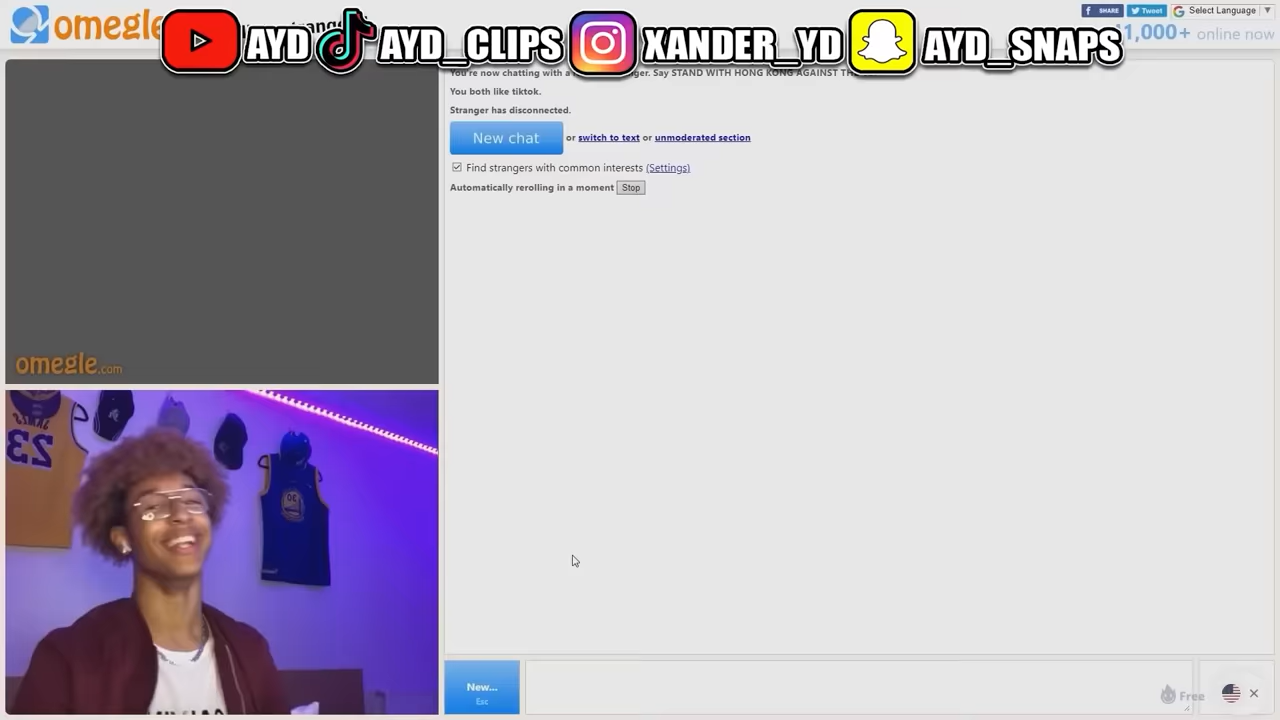 omegle
SHARE
Tweet
Select Language
1,000+ online now
AYD
AYD_CLIPS
XANDER_YD
AYD_SNAPS
You're now chatting with a
ger. Say STAND WITH HONG KONG AGAINST TH
You both like tiktok.
Stranger has disconnected.
New chat or switch to text or unmoderated section
Find strangers with common interests (Settings)
Automatically rerolling in a moment Stop
omegle.com
23
New...
Esc
Free